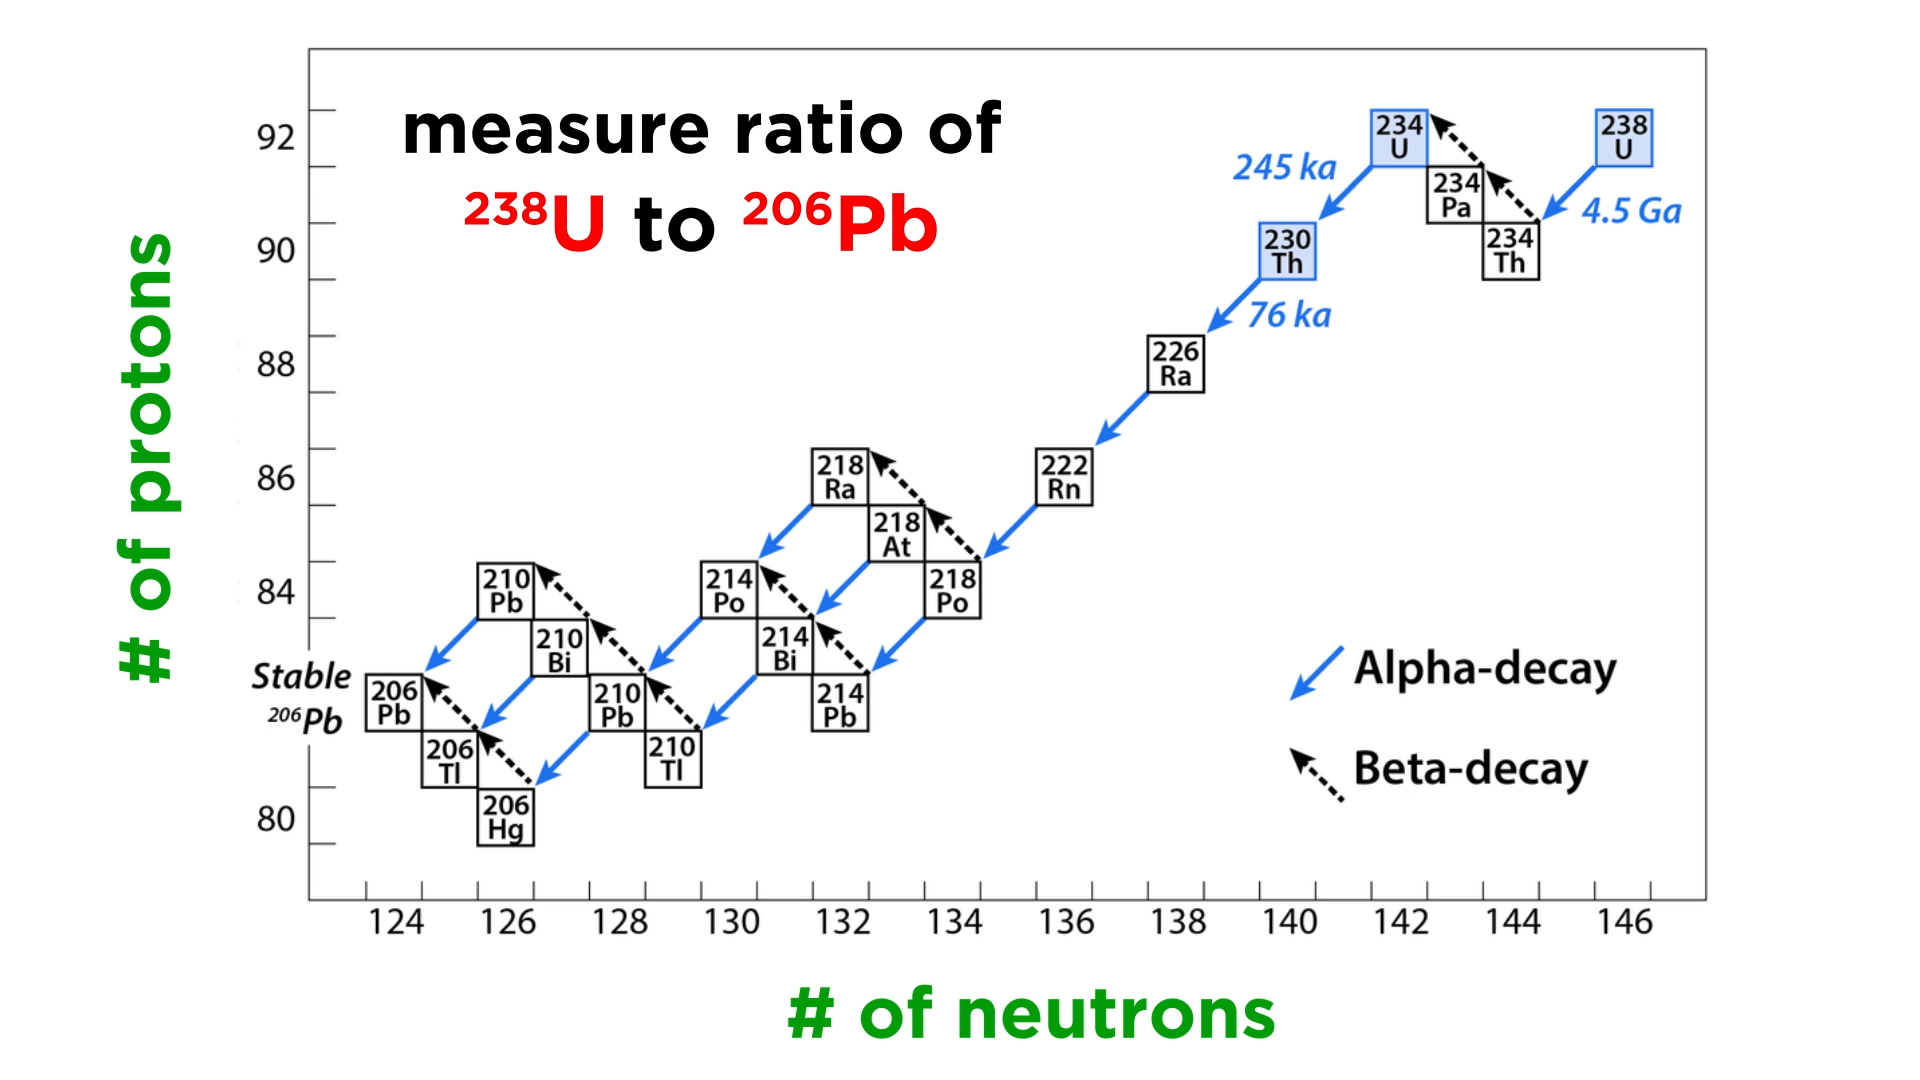 measure ratio of
²³⁸U to ²⁰⁶Pb
# of protons
92
90
88
86
84
Stable
²⁰⁶Pb
80
234
U
238
U
245 ka
234
Pa
4.5 Ga
230
Th
234
Th
76 ka
226
Ra
218
Ra
222
Rn
218
At
210
Pb
214
Po
218
Po
210
Bi
214
Bi
206
Pb
210
Pb
214
Pb
206
Tl
210
Tl
206
Hg
Alpha-decay
Beta-decay
124 126 128 130 132 134 136 138 140 142 144 146
# of neutrons